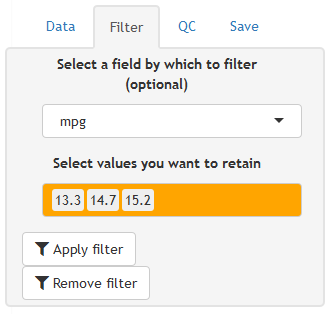 Data Filter QC Save
Select a field by which to filter
(optional)
mpg
Select values you want to retain
13.3 14.7 15.2
Apply filter
Remove filter